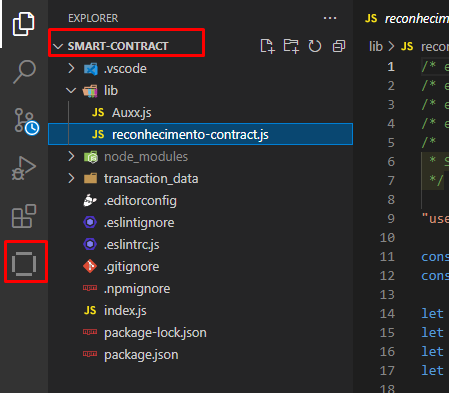 EXPLORER
SMART-CONTRACT
.vscode
lib
JS Auxx.js
JS reconhecimento-contract.js
node_modules
transaction_data
.editorconfig
.eslintignore
.eslintrc.js
.gitignore
.npmignore
JS index.js
package-lock.json
package.json
JS reconhecim
lib > JS reco
1 /* e
2 /* e
3 /* e
4 /* e
5 /*
6 * S
7 */
8
9 "use
10
11 cons
12 cons
13
14 let
15 let
16 let
17 let
18